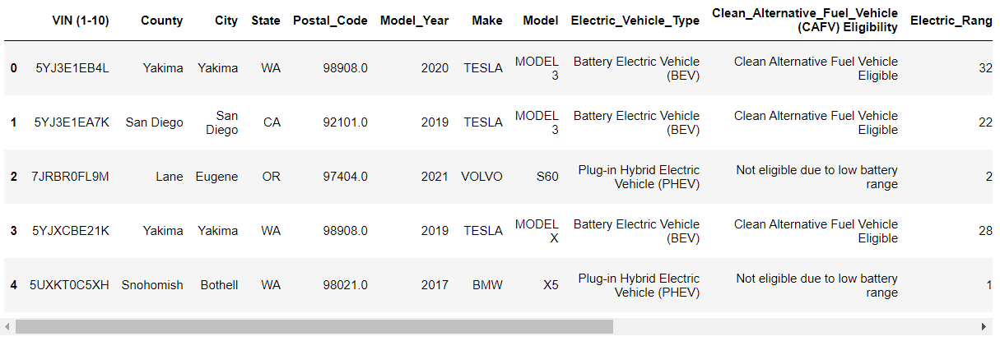 VIN (1-10) County City State Postal_Code Model_Year Make Model Electric_Vehicle_Type Clean_Alternative_Fuel_Vehicle (CAFV) Eligibility Electric_Rang
0 5YJ3E1EB4L Yakima Yakima WA 98908.0 2020 TESLA MODEL 3 Battery Electric Vehicle (BEV) Clean Alternative Fuel Vehicle Eligible 32
1 5YJ3E1EA7K San Diego San Diego CA 92101.0 2019 TESLA MODEL 3 Battery Electric Vehicle (BEV) Clean Alternative Fuel Vehicle Eligible 22
2 7JRBR0FL9M Lane Eugene OR 97404.0 2021 VOLVO S60 Plug-in Hybrid Electric Vehicle (PHEV) Not eligible due to low battery range 2
3 5YJXCBE21K Yakima Yakima WA 98908.0 2019 TESLA MODEL X Battery Electric Vehicle (BEV) Clean Alternative Fuel Vehicle Eligible 28
4 5UXKT0C5XH Snohomish Bothell WA 98021.0 2017 BMW X5 Plug-in Hybrid Electric Vehicle (PHEV) Not eligible due to low battery range 1